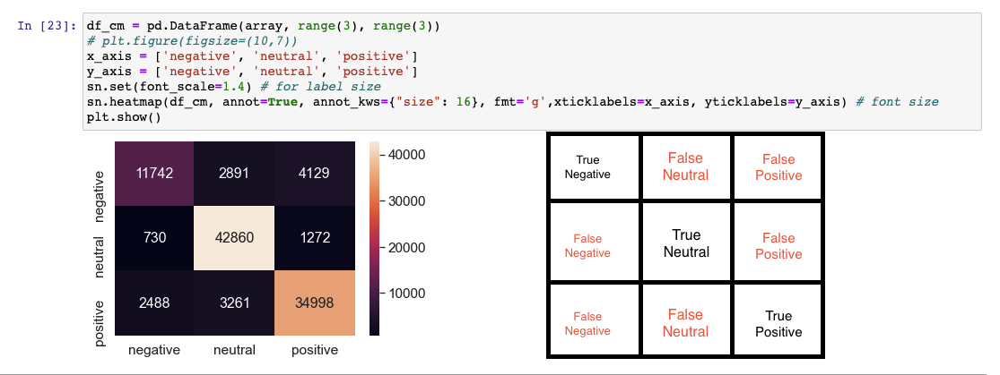 In [23]: df_cm = pd.DataFrame(array, range(3), range(3))
# plt.figure(figsize=(10,7))
x_axis = ['negative', 'neutral', 'positive']
y_axis = ['negative', 'neutral', 'positive']
sn.set(font_scale=1.4) # for label size
sn.heatmap(df_cm, annot=True, annot_kws={"size": 16}, fmt='g',xticklabels=x_axis, yticklabels=y_axis) # font size
plt.show()
negative
11742 2891 4129
neutral
730 42860 1272
positive
2488 3261 34998
negative neutral positive
40000
30000
20000
10000
True
Negative
False
Neutral
False
Positive
False
Negative
True
Neutral
False
Positive
False
Negative
False
Neutral
True
Positive